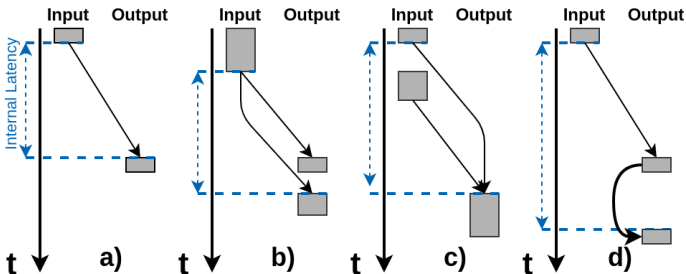 Input Output Input Output Input Output Input Output
Internal Latency
t a) t b) t c) t d)